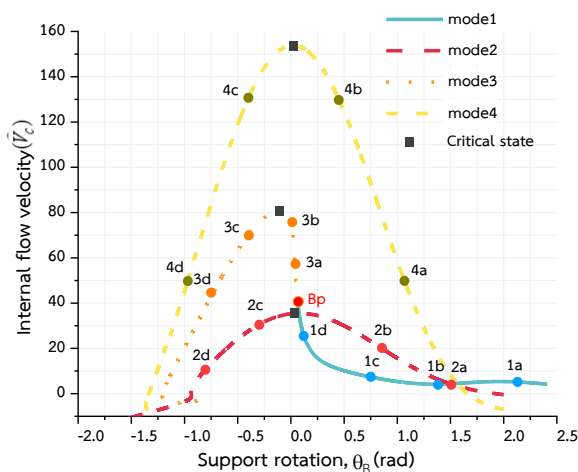 mode1
mode2
mode3
mode4
Critical state
Internal flow velocity(V̂_c)
160
140
120
100
80
60
40
20
0
4c
4b
3c
3b
3a
4d
3d
4a
Bp
2c
1d
2b
2d
1c
1b
2a
1a
-2.0 -1.5 -1.0 -0.5 0.0 0.5 1.0 1.5 2.0 2.5
Support rotation, θ_B (rad)